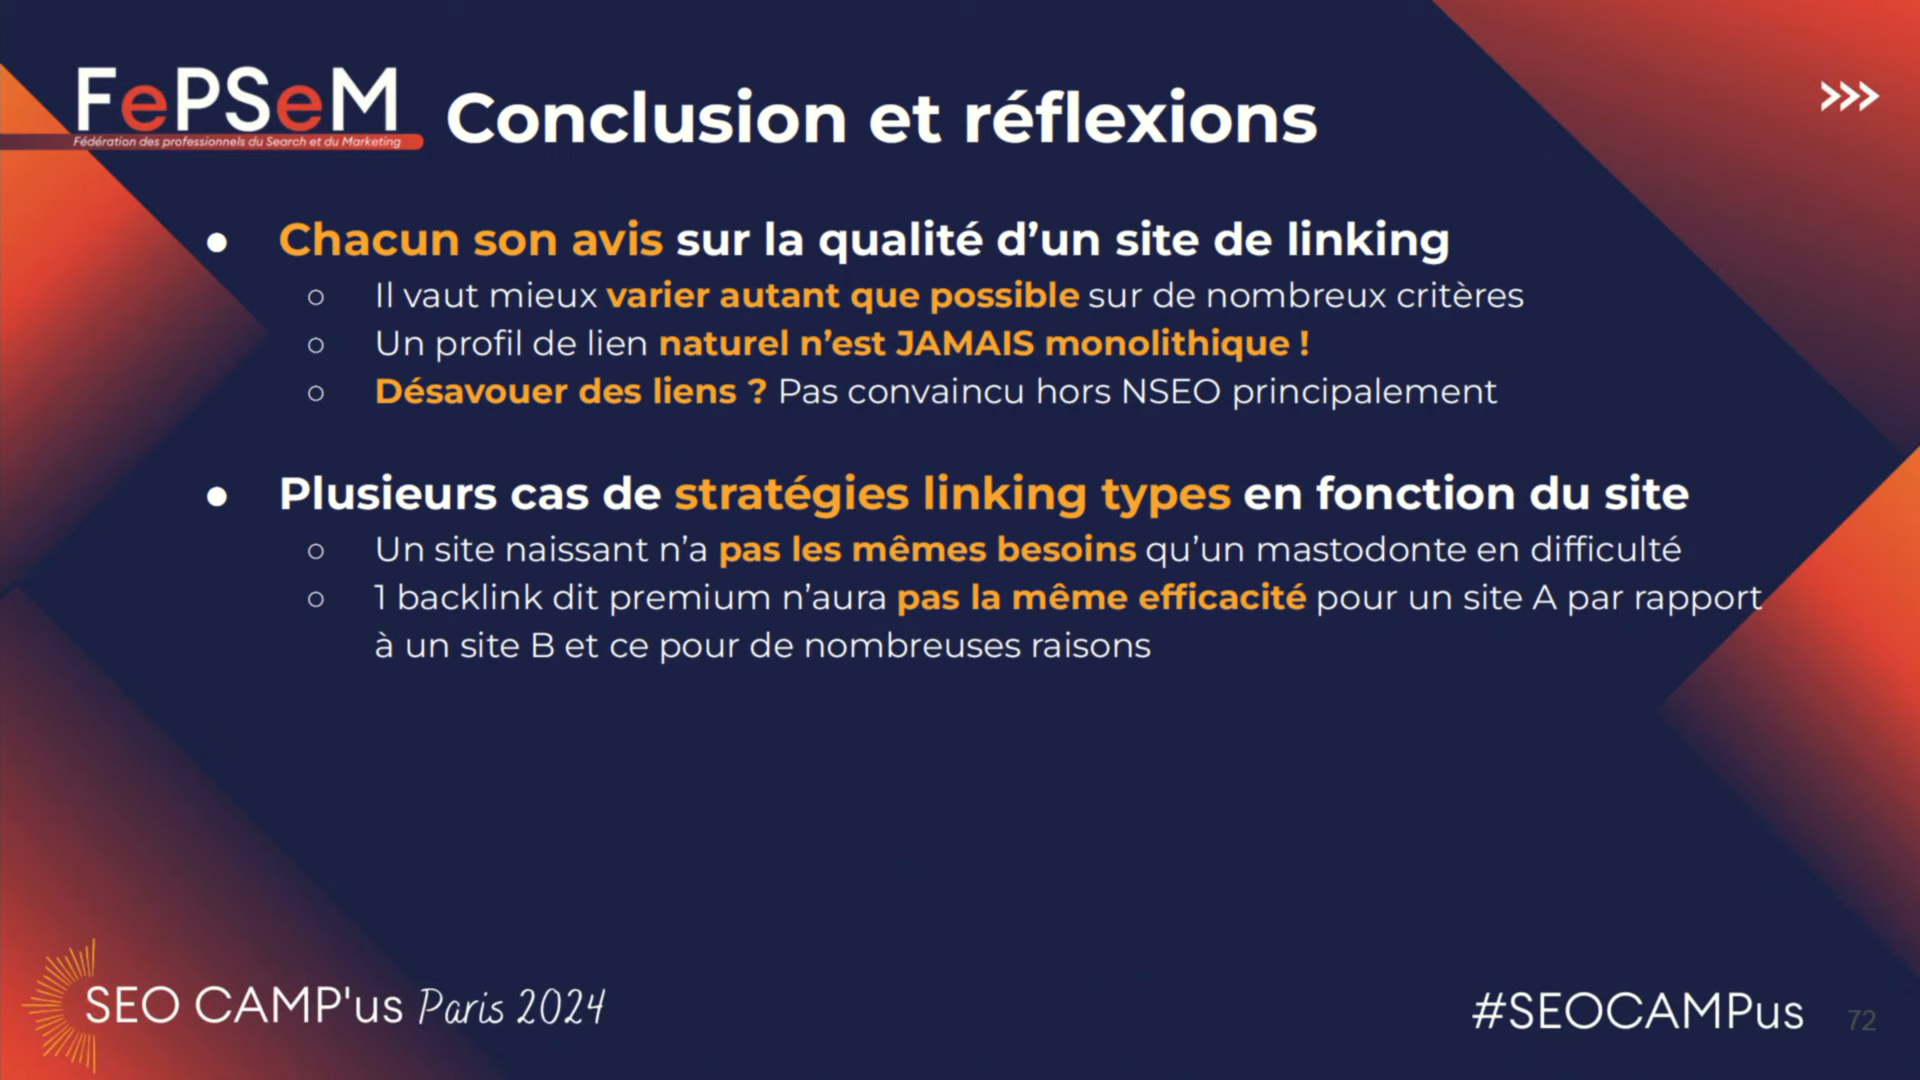 FePSeM
Fédération des professionnels du Search et du Marketing
Conclusion et réflexions
● Chacun son avis sur la qualité d’un site de linking
○ Il vaut mieux varier autant que possible sur de nombreux critères
○ Un profil de lien naturel n’est JAMAIS monolithique !
○ Désavouer des liens ? Pas convaincu hors NSEO principalement
● Plusieurs cas de stratégies linking types en fonction du site
○ Un site naissant n’a pas les mêmes besoins qu’un mastodonte en difficulté
○ 1 backlink dit premium n’aura pas la même efficacité pour un site A par rapport
à un site B et ce pour de nombreuses raisons
SEO CAMP'us Paris 2024
#SEOCAMPus
72